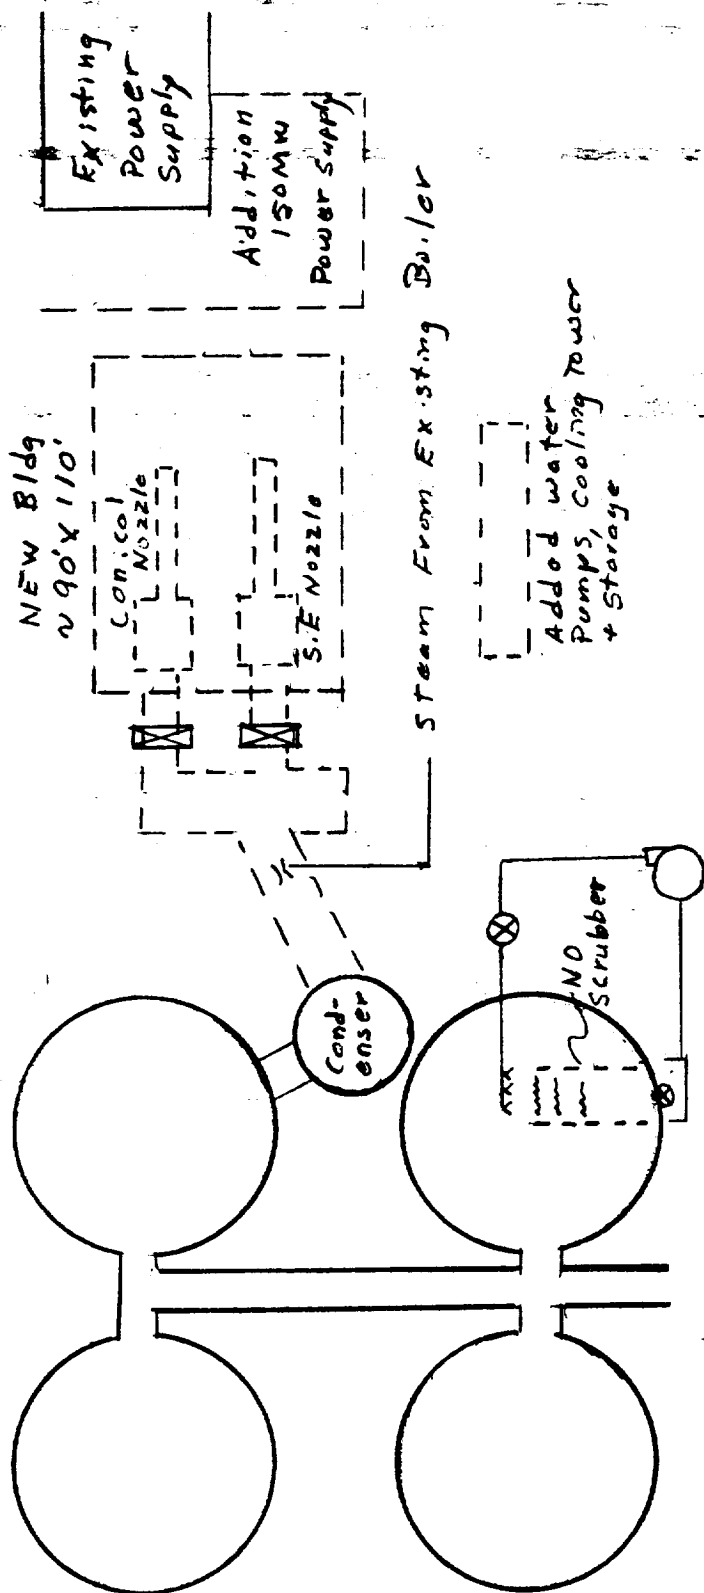 Existing
Power
Supply
Addition
150MW
Power Supply
NEW Bldg
~ 90'x 110'
Conical
Nozzle
S.E Nozzle
Steam From Existing Boiler
Added water
Pumps, Cooling Tower
+ Storage
Cond-
enser
NO
Scrubber